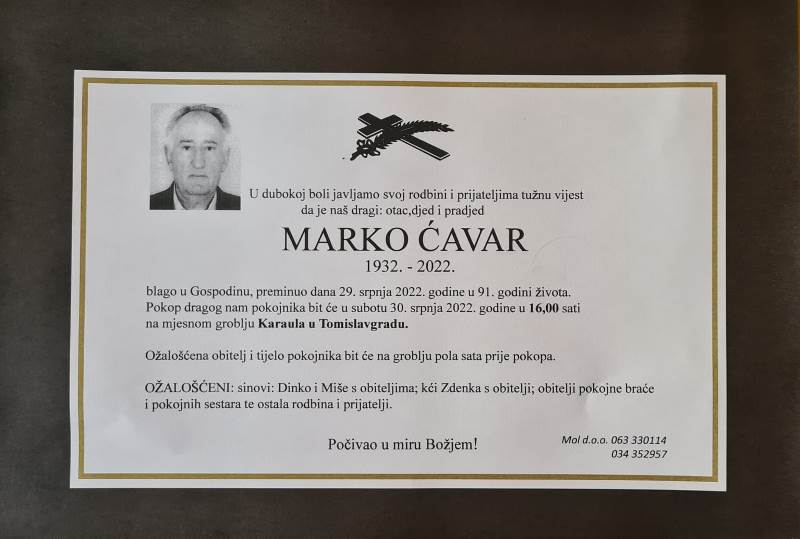 U dubokoj boli javljamo svoj rodbini i prijateljima tužnu vijest
da je naš dragi: otac,djed i pradjed
MARKO ĆAVAR
1932. - 2022.
blago u Gospodinu, preminuo dana 29. srpnja 2022. godine u 91. godini života.
Pokop dragog nam pokojnika bit će u subotu 30. srpnja 2022. godine u 16,00 sati
na mjesnom groblju Karaula u Tomislavgradu.
Ožalošćena obitelj i tijelo pokojnika bit će na groblju pola sata prije pokopa.
OŽALOŠĆENI: sinovi: Dinko i Miše s obiteljima; kći Zdenka s obitelji; obitelji pokojne braće
i pokojnih sestara te ostala rodbina i prijatelji.
Počivao u miru Božjem!
Mol d.o.o. 063 330114
034 352957